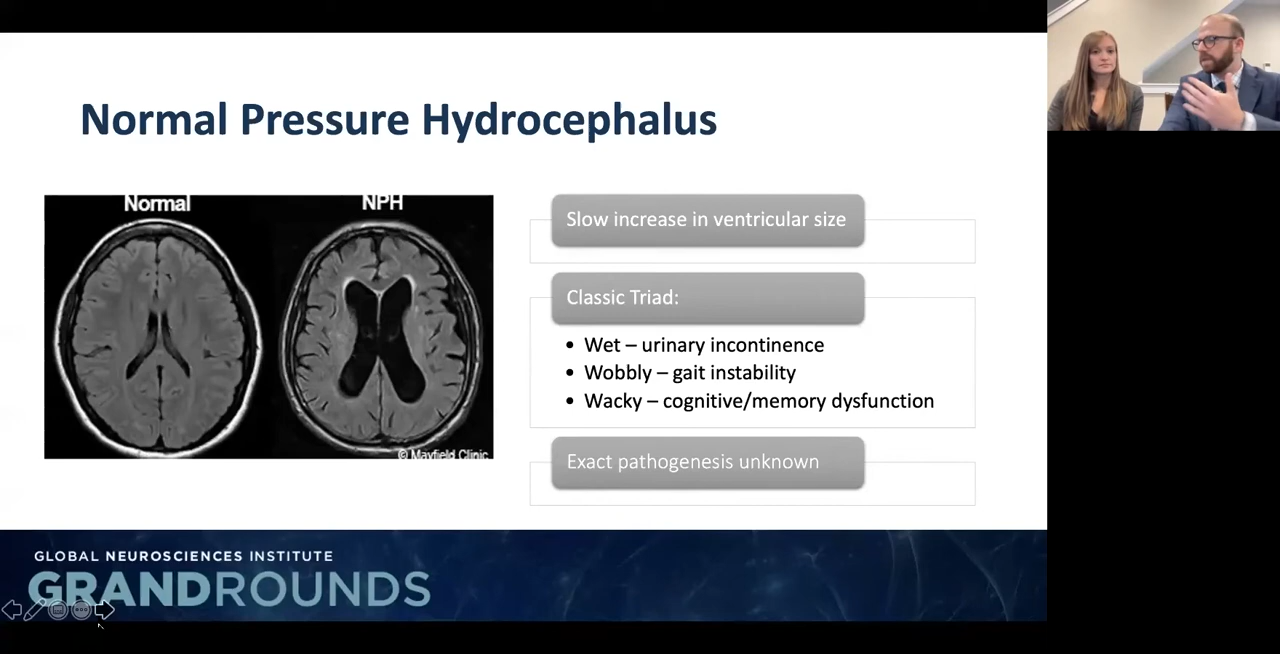 Normal Pressure Hydrocephalus
Normal
NPH
© Mayfield Clinic
Slow increase in ventricular size
Classic Triad:
• Wet – urinary incontinence
• Wobbly – gait instability
• Wacky – cognitive/memory dysfunction
Exact pathogenesis unknown
GLOBAL NEUROSCIENCES INSTITUTE
GRANDROUNDS